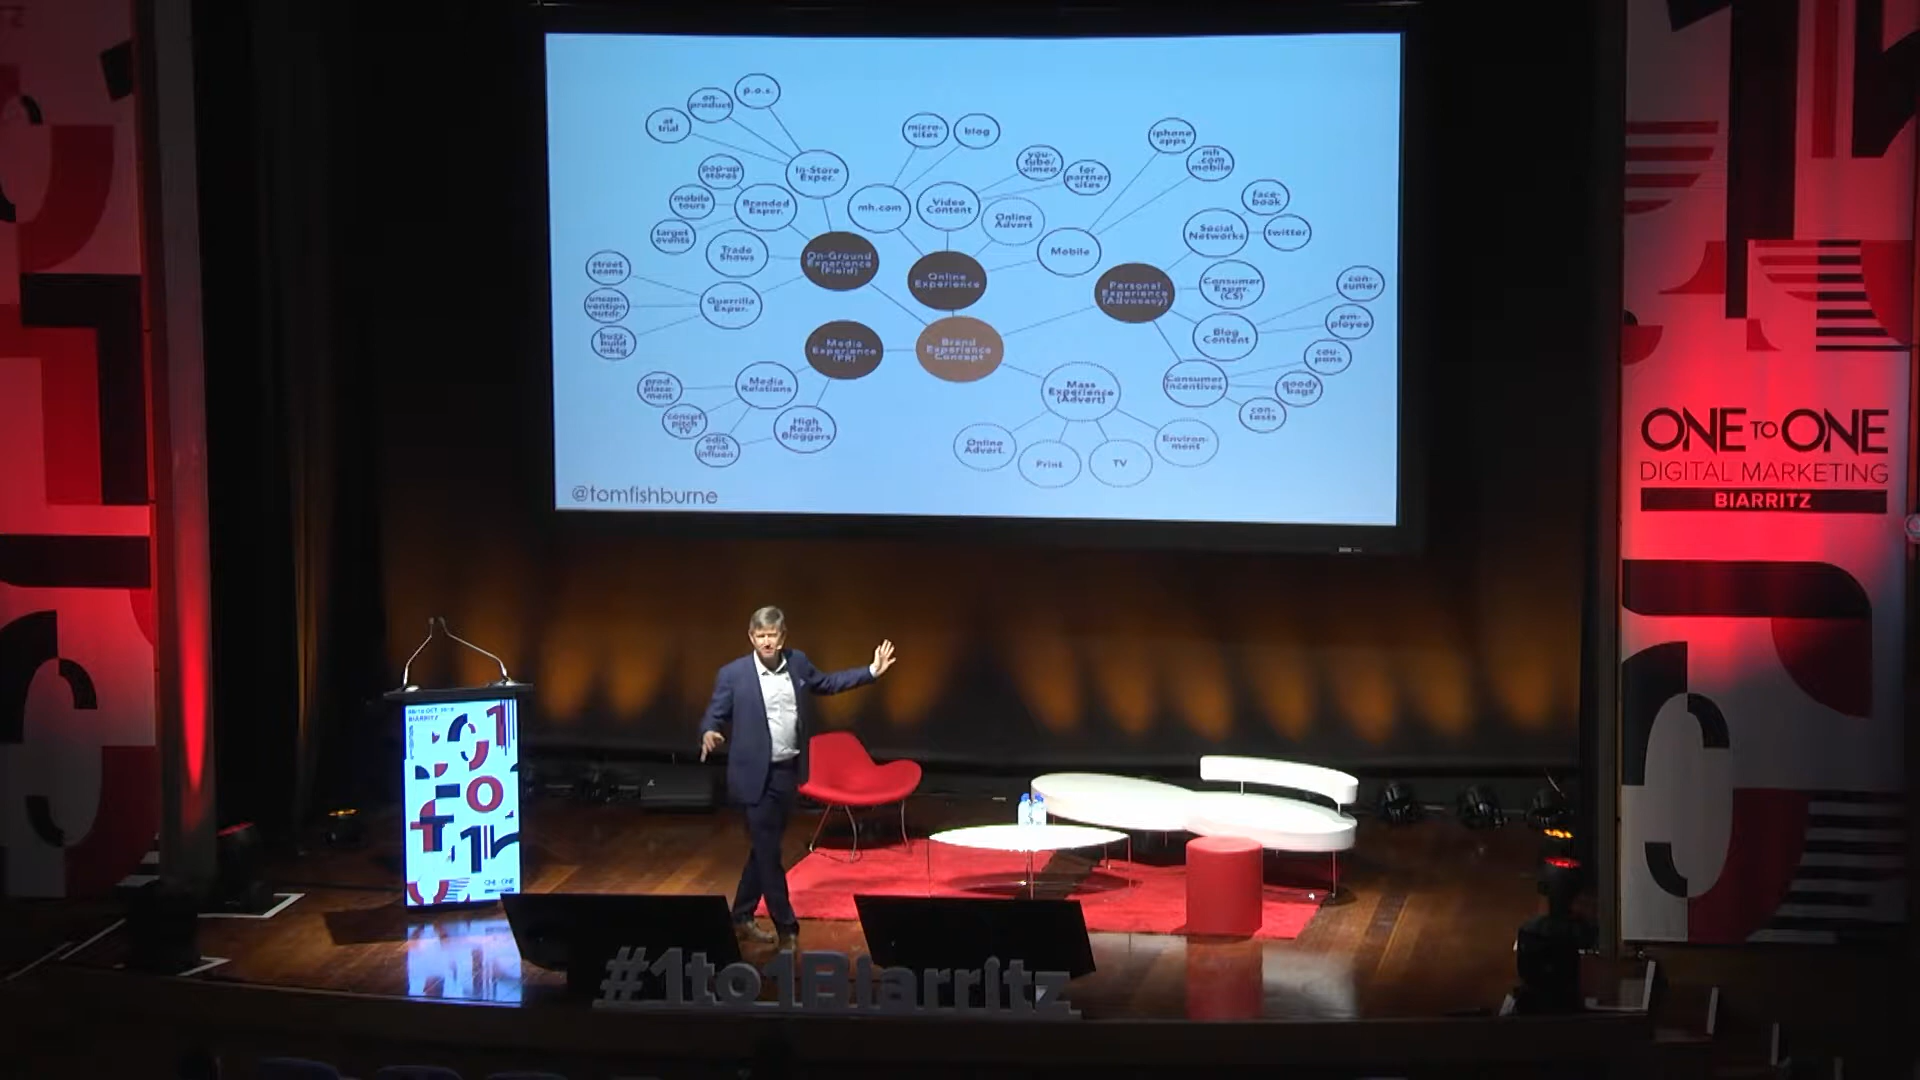 p.o.s.
on-
product
at
trial
In-Store
Exper.
pop-up
stores
mobile
tours
target
events
Branded
Exper.
Trade
Shows
On-Ground
Experience
(Field)
street
teams
uncon-
vention
outdr.
buzz-
build
mktg
Guerrilla
Exper.
micro-
sites
blog
mh.com
Video
Content
you-
tube/
vimeo
for
partner
sites
Online
Advert
Online
Experience
Mobile
iphone
apps
mh
.com
mobile
Personal
Experience
(Advocacy)
Social
Networks
face-
book
twitter
Consumer
Exper.
(CS)
Blog
Content
con-
sumer
em-
ployee
Consumer
Incentives
cou-
pons
goody
bags
con-
tests
Media
Experience
(PR)
Brand
Experience
Concept
Media
Relations
prod.
place-
ment
concpt
pitch
TV
edit-
orial
influen.
High
Reach
Bloggers
Mass
Experience
(Advert)
Online
Advert.
Print
TV
Environ-
ment
@tomfishburne
ONE TO ONE
DIGITAL MARKETING
BIARRITZ
BIARRITZ
#1to1Biarritz